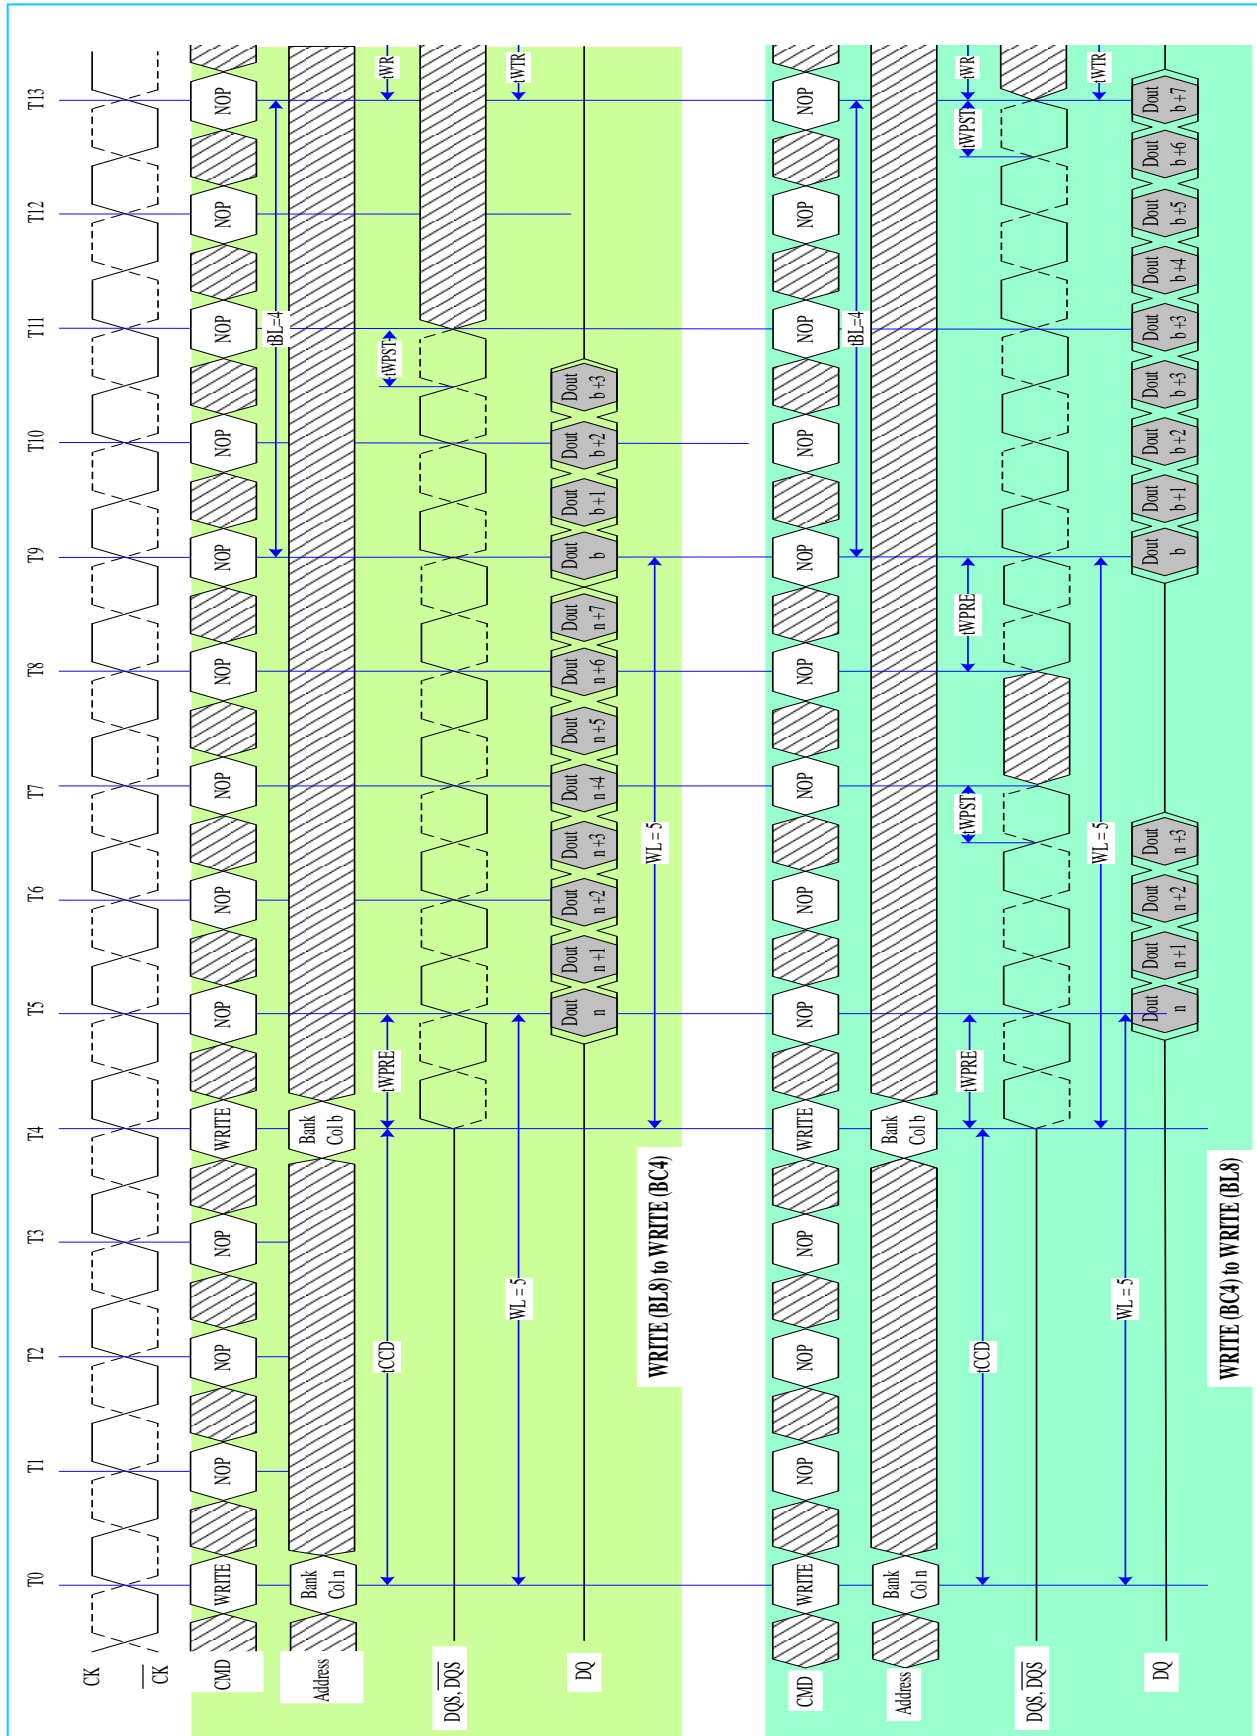 T0 T1 T2 T3 T4 T5 T6 T7 T8 T9 T10 T11 T12 T13
CK
CK
CMD WRITE NOP NOP NOP WRITE NOP NOP NOP NOP NOP NOP NOP NOP NOP
tBL=4
Address Bank Col n Bank Col b
tCCD tWPRE tWPST tWR
DQS, DQS
WL = 5 tWTR
DQ Dout n Dout n+1 Dout n+2 Dout n+3 Dout n+4 Dout n+5 Dout n+6 Dout n+7 Dout b Dout b+1 Dout b+2 Dout b+3
WL = 5
WRITE (BL8) to WRITE (BC4)
CMD WRITE NOP NOP NOP WRITE NOP NOP NOP NOP NOP NOP NOP NOP NOP
tBL=4
Address Bank Col n Bank Col b
tCCD tWPRE tWPST tWPRE tWPST tWR
DQS, DQS
WL = 5 tWTR
WL = 5
DQ Dout n Dout n+1 Dout n+2 Dout n+3 Dout b Dout b+1 Dout b+2 Dout b+3 Dout b+3 Dout b+4 Dout b+5 Dout b+6 Dout b+7
WRITE (BC4) to WRITE (BL8)